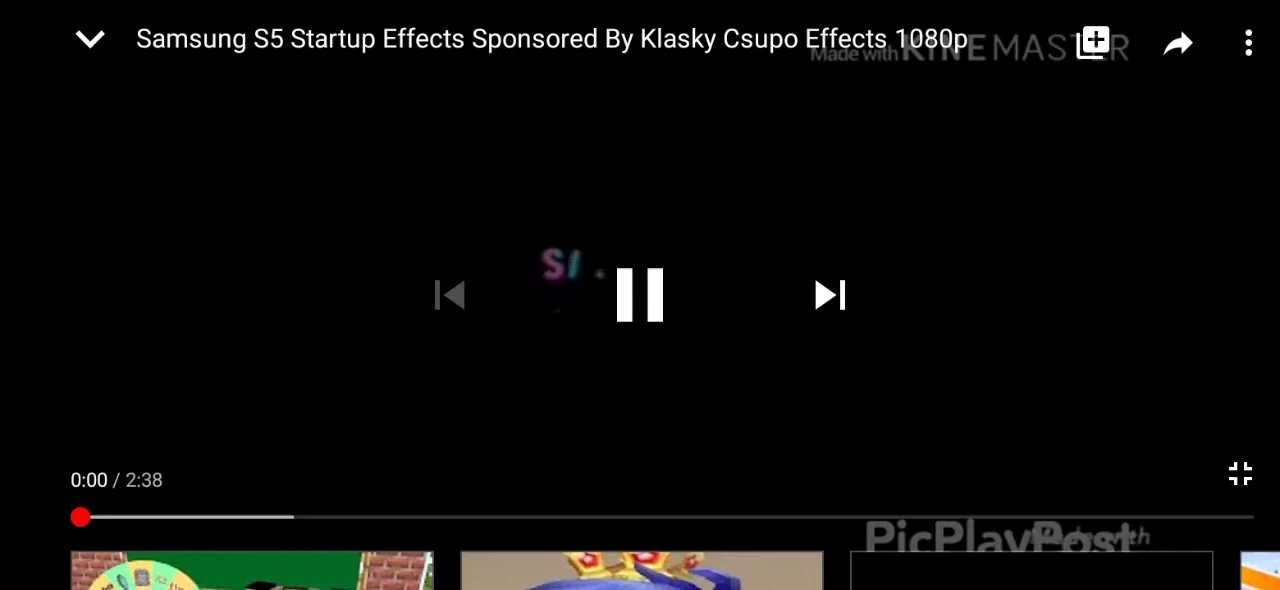 Samsung S5 Startup Effects Sponsored By Klasky Csupo Effects 1080p
Made with KINEMASTER
0:00 / 2:38
PicPlayPost